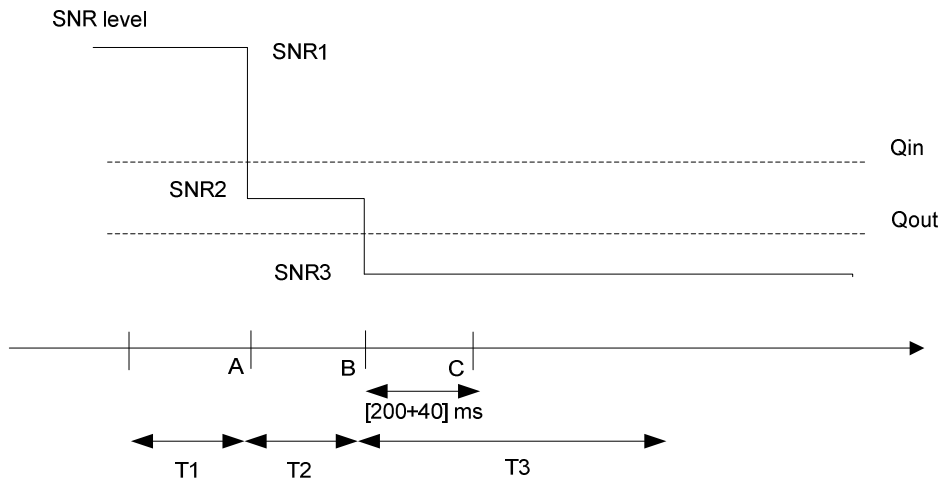 SNR level
SNR1
Qin
SNR2
Qout
SNR3
A B C
[200+40] ms
T1 T2 T3